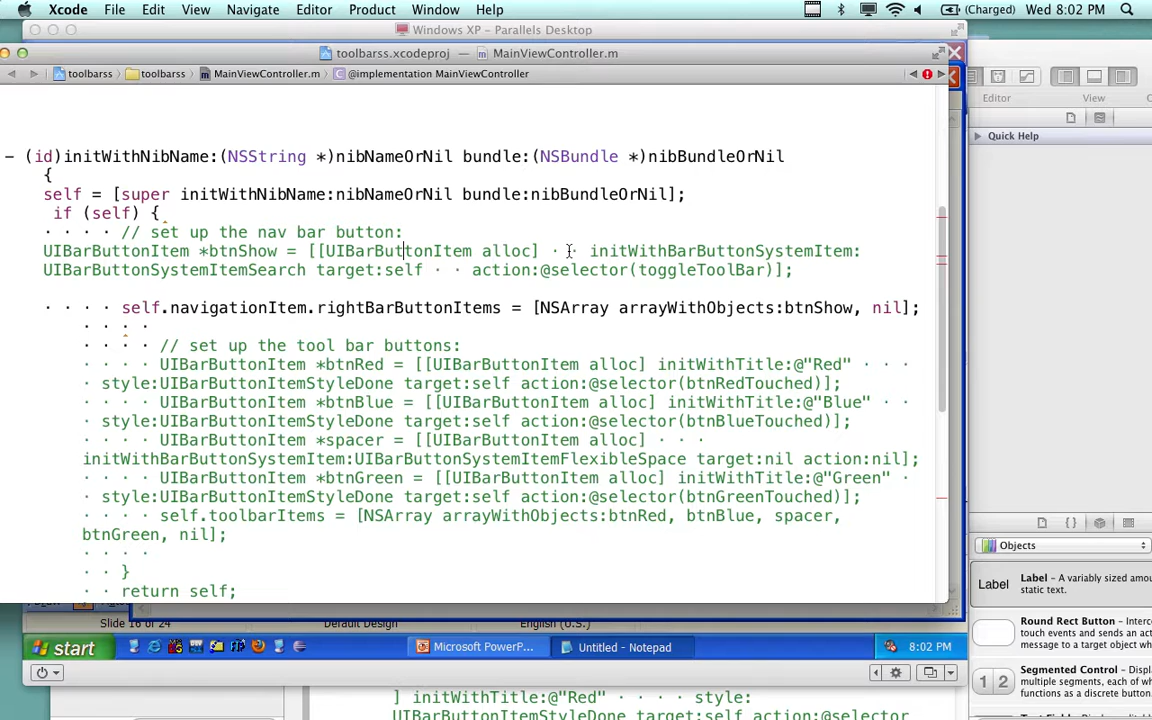 Xcode File Edit View Navigate Editor Product Window Help (Charged) Wed 8:02 PM
Windows XP - Parallels Desktop
toolbarss.xcodeproj — MainViewController.m
toolbarss toolbarss MainViewController.m @implementation MainViewController
Editor View
Quick Help
- (id)initWithNibName:(NSString *)nibNameOrNil bundle:(NSBundle *)nibBundleOrNil
{
self = [super initWithNibName:nibNameOrNil bundle:nibBundleOrNil];
if (self) {
· · · · // set up the nav bar button:
UIBarButtonItem *btnShow = [[UIBarButtonItem alloc] · · initWithBarButtonSystemItem:
UIBarButtonSystemItemSearch target:self · · action:@selector(toggleToolBar)];
· · · · self.navigationItem.rightBarButtonItems = [NSArray arrayWithObjects:btnShow, nil];
· · · ·
· · · · // set up the tool bar buttons:
· · · · UIBarButtonItem *btnRed = [[UIBarButtonItem alloc] initWithTitle:@"Red" · · ·
· style:UIBarButtonItemStyleDone target:self action:@selector(btnRedTouched)];
· · · · UIBarButtonItem *btnBlue = [[UIBarButtonItem alloc] initWithTitle:@"Blue" · ·
· style:UIBarButtonItemStyleDone target:self action:@selector(btnBlueTouched)];
· · · · UIBarButtonItem *spacer = [[UIBarButtonItem alloc] · · ·
initWithBarButtonSystemItem:UIBarButtonSystemItemFlexibleSpace target:nil action:nil];
· · · · UIBarButtonItem *btnGreen = [[UIBarButtonItem alloc] initWithTitle:@"Green" ·
· style:UIBarButtonItemStyleDone target:self action:@selector(btnGreenTouched)];
· · · · self.toolbarItems = [NSArray arrayWithObjects:btnRed, btnBlue, spacer,
btnGreen, nil];
· · · ·
· · }
· · return self;
Objects
Label Label - A variably sized amou
static text.
Round Rect Button - Interc
touch events and sends an act
message to a target object wh
1 2 Segmented Control - Displa
multiple segments, each of wh
functions as a discrete button.
Slide 16 of 24 Default Design English (U.S.)
start Microsoft PowerP... Untitled - Notepad 8:02 PM
] initWithTitle:@"Red" · · · · style:
UIBarButtonItemStyleDone target:self action:@selector